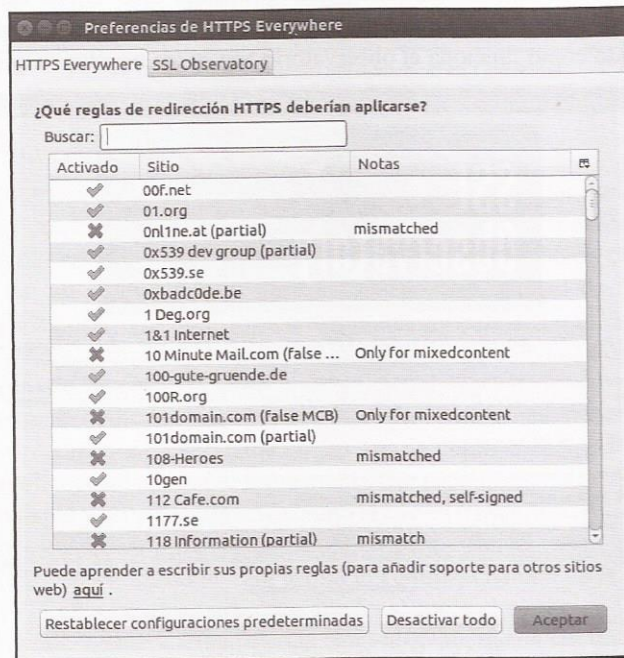 Preferencias de HTTPS Everywhere
HTTPS Everywhere SSL Observatory
¿Qué reglas de redirección HTTPS deberían aplicarse?
Buscar:
Activado Sitio Notas
00f.net
01.org
0nl1ne.at (partial) mismatched
0x539 dev group (partial)
0x539.se
0xbadc0de.be
1 Deg.org
1&1 Internet
10 Minute Mail.com (false ... Only for mixedcontent
100-gute-gruende.de
100R.org
101domain.com (false MCB) Only for mixedcontent
101domain.com (partial)
108-Heroes mismatched
10gen
112 Cafe.com mismatched, self-signed
1177.se
118 Information (partial) mismatch
Puede aprender a escribir sus propias reglas (para añadir soporte para otros sitios
web) aquí .
Restablecer configuraciones predeterminadas Desactivar todo Aceptar